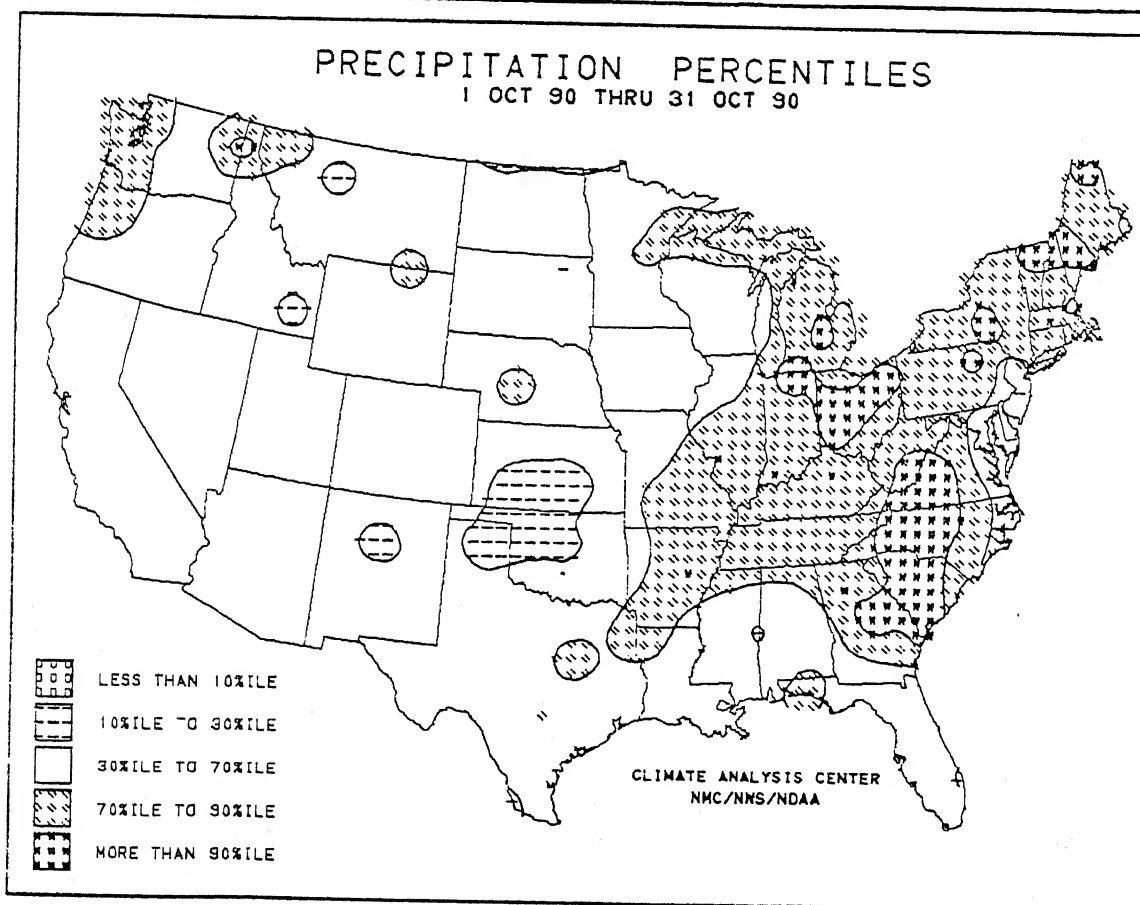 PRECIPITATION PERCENTILES
1 OCT 90 THRU 31 OCT 90
LESS THAN 10%ILE
10%ILE TO 30%ILE
30%ILE TO 70%ILE
70%ILE TO 90%ILE
MORE THAN 90%ILE
CLIMATE ANALYSIS CENTER
NMC/NWS/NOAA